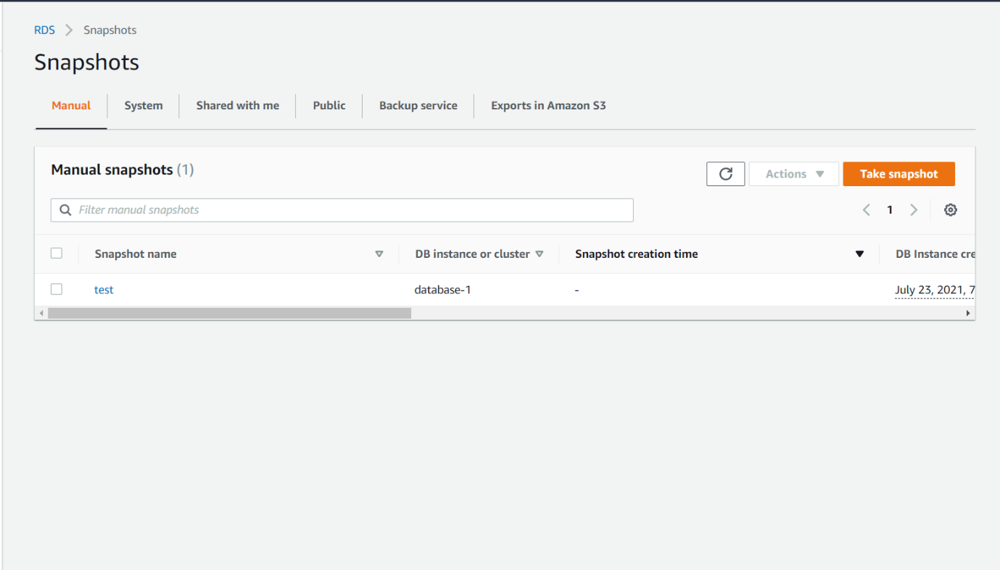 RDS > Snapshots
Snapshots
Manual System Shared with me Public Backup service Exports in Amazon S3
Manual snapshots (1) Actions Take snapshot
Filter manual snapshots 1
Snapshot name DB instance or cluster Snapshot creation time DB Instance cre
test database-1 - July 23, 2021, 7